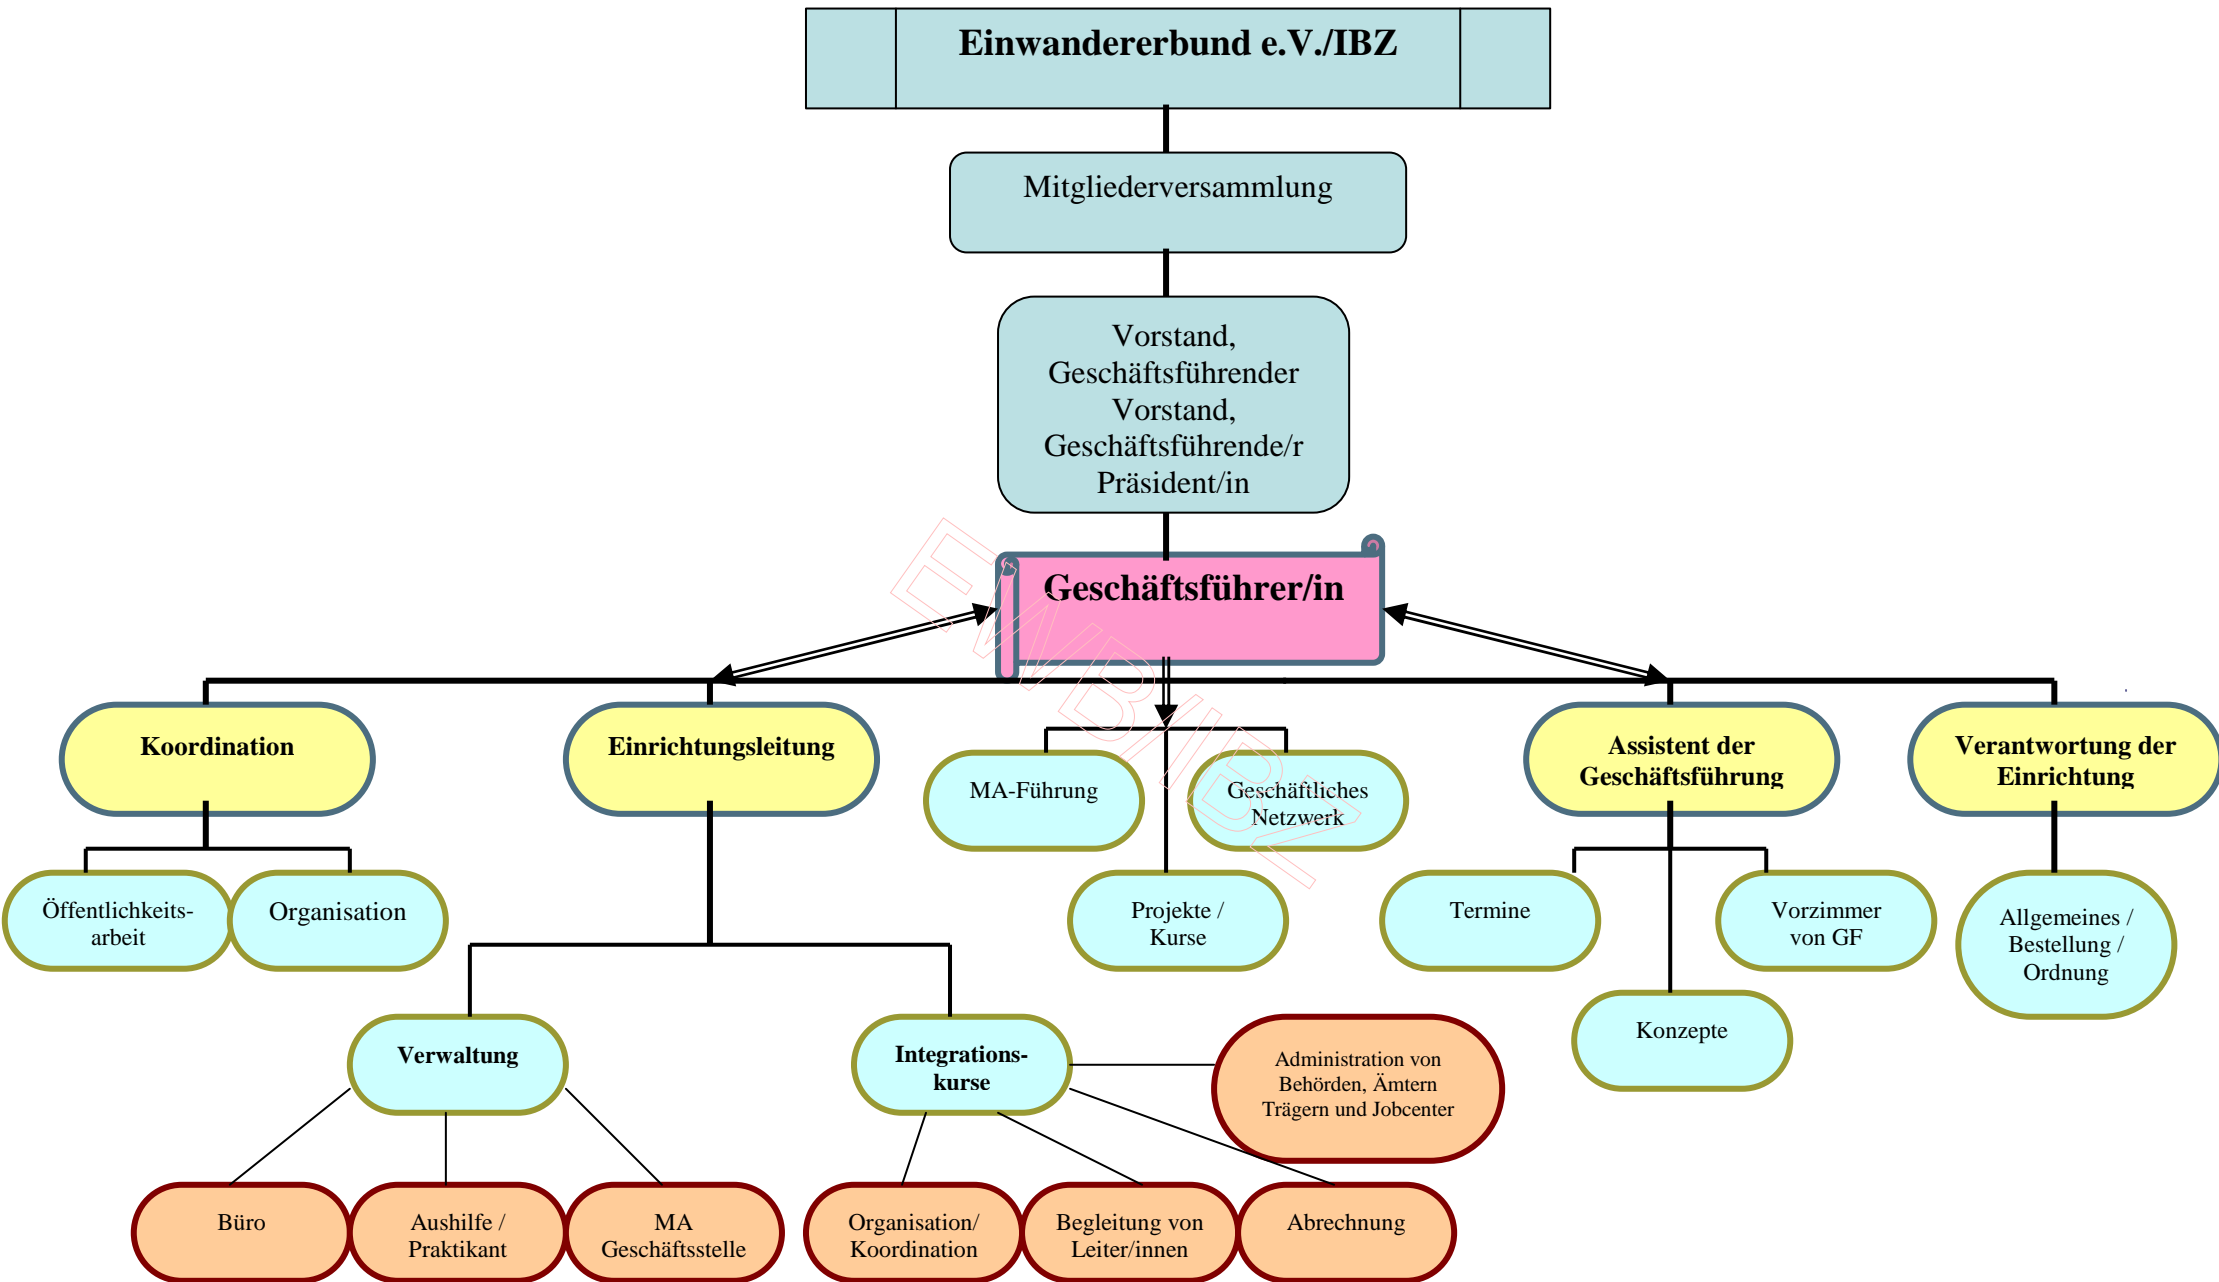 Einwandererbund e.V./IBZ
Mitgliederversammlung
Vorstand,
Geschäftsführender
Vorstand,
Geschäftsführende/r
Präsident/in
Geschäftsführer/in
Koordination
Einrichtungsleitung
Assistent der
Geschäftsführung
Verantwortung der
Einrichtung
MA-Führung
Geschäftliches
Netzwerk
Öffentlichkeits-
arbeit
Organisation
Projekte /
Kurse
Termine
Vorzimmer
von GF
Allgemeines /
Bestellung /
Ordnung
Konzepte
Verwaltung
Integrations-
kurse
Administration von
Behörden, Ämtern
Trägern und Jobcenter
Büro
Aushilfe /
Praktikant
MA
Geschäftsstelle
Organisation/
Koordination
Begleitung von
Leiter/innen
Abrechnung